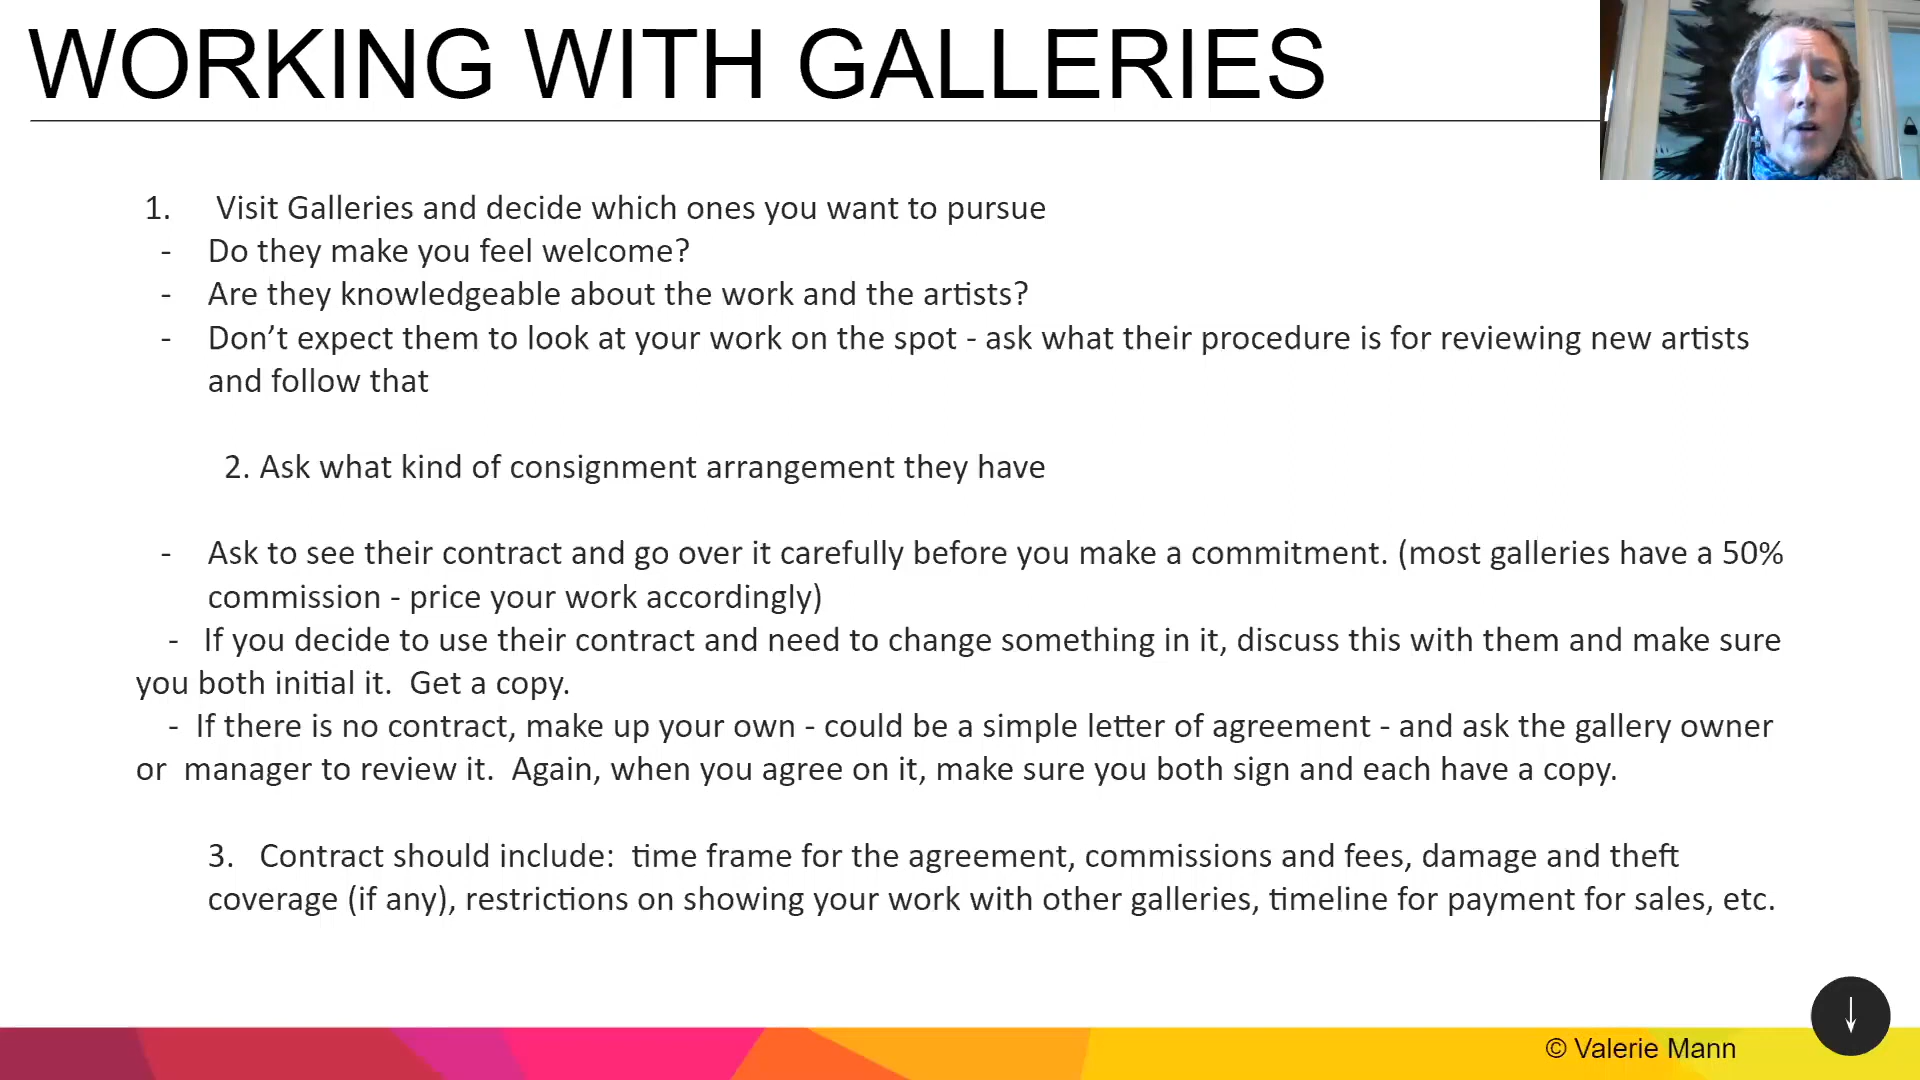 WORKING WITH GALLERIES
1. Visit Galleries and decide which ones you want to pursue
- Do they make you feel welcome?
- Are they knowledgeable about the work and the artists?
- Don’t expect them to look at your work on the spot - ask what their procedure is for reviewing new artists
and follow that
2. Ask what kind of consignment arrangement they have
- Ask to see their contract and go over it carefully before you make a commitment. (most galleries have a 50%
commission - price your work accordingly)
- If you decide to use their contract and need to change something in it, discuss this with them and make sure
you both initial it. Get a copy.
- If there is no contract, make up your own - could be a simple letter of agreement - and ask the gallery owner
or manager to review it. Again, when you agree on it, make sure you both sign and each have a copy.
3. Contract should include: time frame for the agreement, commissions and fees, damage and theft
coverage (if any), restrictions on showing your work with other galleries, timeline for payment for sales, etc.
© Valerie Mann